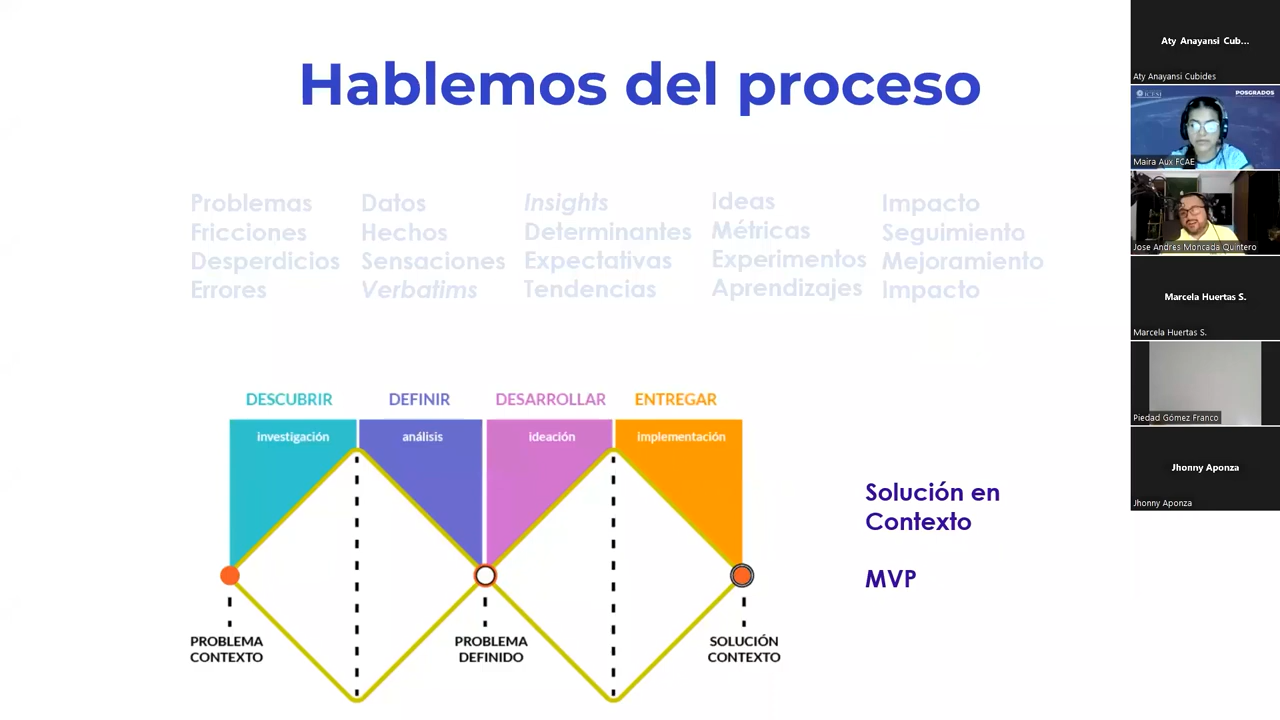 Hablemos del proceso
Problemas
Fricciones
Desperdicios
Errores
Datos
Hechos
Sensaciones
Verbatims
Insights
Determinantes
Expectativas
Tendencias
Ideas
Métricas
Experimentos
Aprendizajes
Impacto
Seguimiento
Mejoramiento
Impacto
DESCUBRIR
DEFINIR
DESARROLLAR
ENTREGAR
investigación
análisis
ideación
implementación
Solución en
Contexto
MVP
PROBLEMA
CONTEXTO
PROBLEMA
DEFINIDO
SOLUCIÓN
CONTEXTO
Aty Anayansi Cub...
Aty Anayansi Cubides
ICESI
POSGRADOS
Maira Aux FCAE
Jose Andres Moncada Quintero
Marcela Huertas S.
Marcela Huertas S.
Piedad Gómez Franco
Jhonny Aponza
Jhonny Aponza